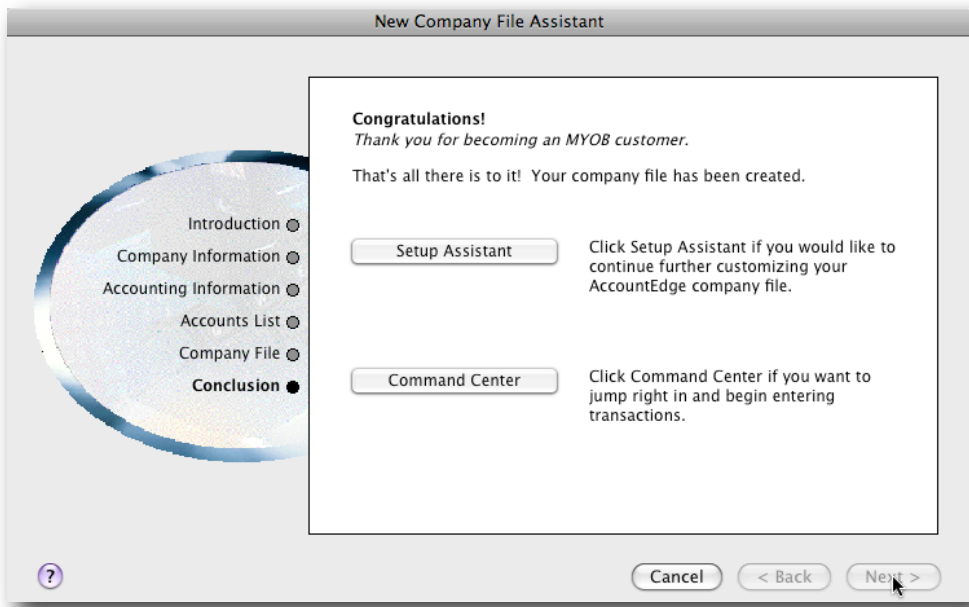 New Company File Assistant
Introduction
Company Information
Accounting Information
Accounts List
Company File
Conclusion
Congratulations!
Thank you for becoming an MYOB customer.
That's all there is to it! Your company file has been created.
Setup Assistant
Click Setup Assistant if you would like to
continue further customizing your
AccountEdge company file.
Command Center
Click Command Center if you want to
jump right in and begin entering
transactions.
?
Cancel
< Back
Next >